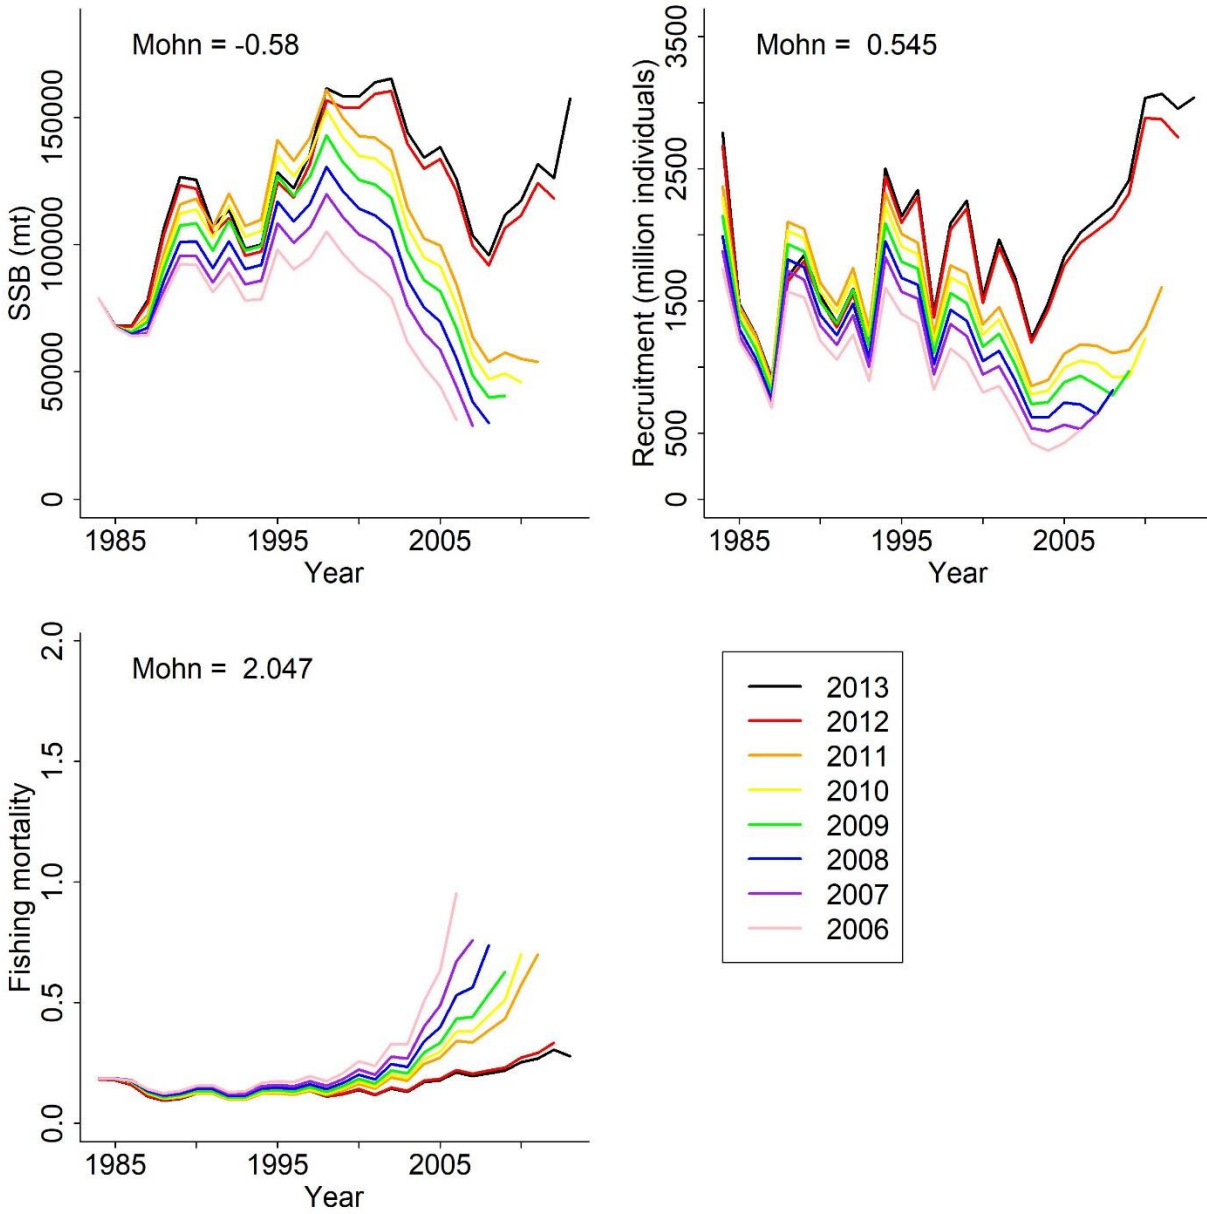 Mohn = -0.58
SSB (mt)
150000
100000
50000
0
1985 1995 2005
Year
Mohn = 0.545
Recruitment (million individuals)
3500
2500
1500
500
0
1985 1995 2005
Year
Mohn = 2.047
Fishing mortality
2.0
1.5
1.0
0.5
0.0
1985 1995 2005
Year
2013
2012
2011
2010
2009
2008
2007
2006